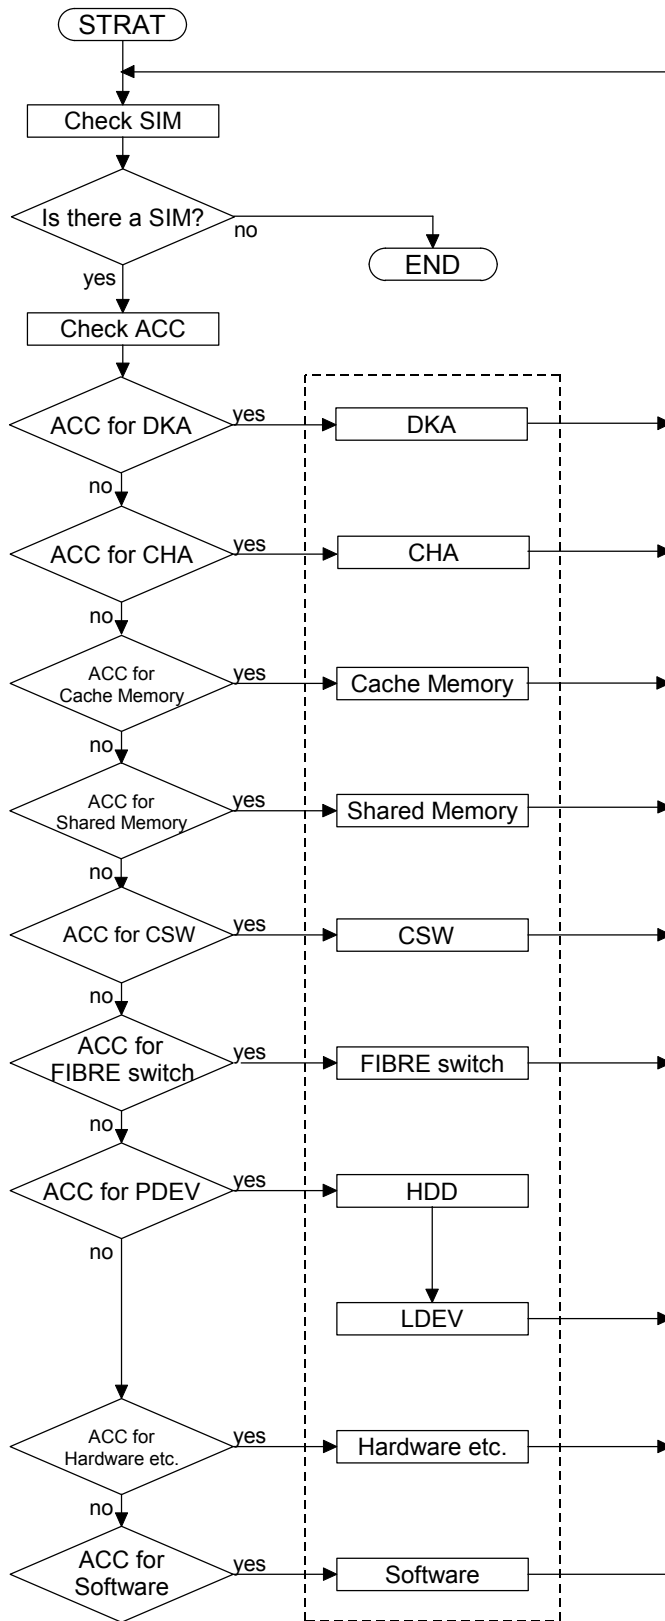 STRAT
Check SIM
Is there a SIM?
no
END
yes
Check ACC
ACC for DKA
yes
DKA
no
ACC for CHA
yes
CHA
no
ACC for
Cache Memory
yes
Cache Memory
no
ACC for
Shared Memory
yes
Shared Memory
no
ACC for CSW
yes
CSW
no
ACC for
FIBRE switch
yes
FIBRE switch
no
ACC for PDEV
yes
HDD
no
LDEV
ACC for
Hardware etc.
yes
Hardware etc.
no
ACC for
Software
yes
Software